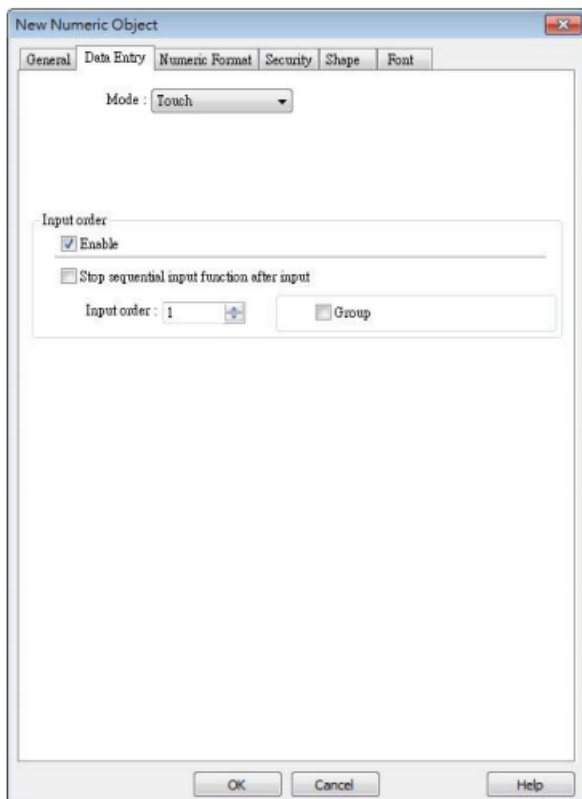 New Numeric Object
General Data Entry Numeric Format Security Shape Font
Mode : Touch
Input order
Enable
Stop sequential input function after input
Input order : 1 Group
OK Cancel Help